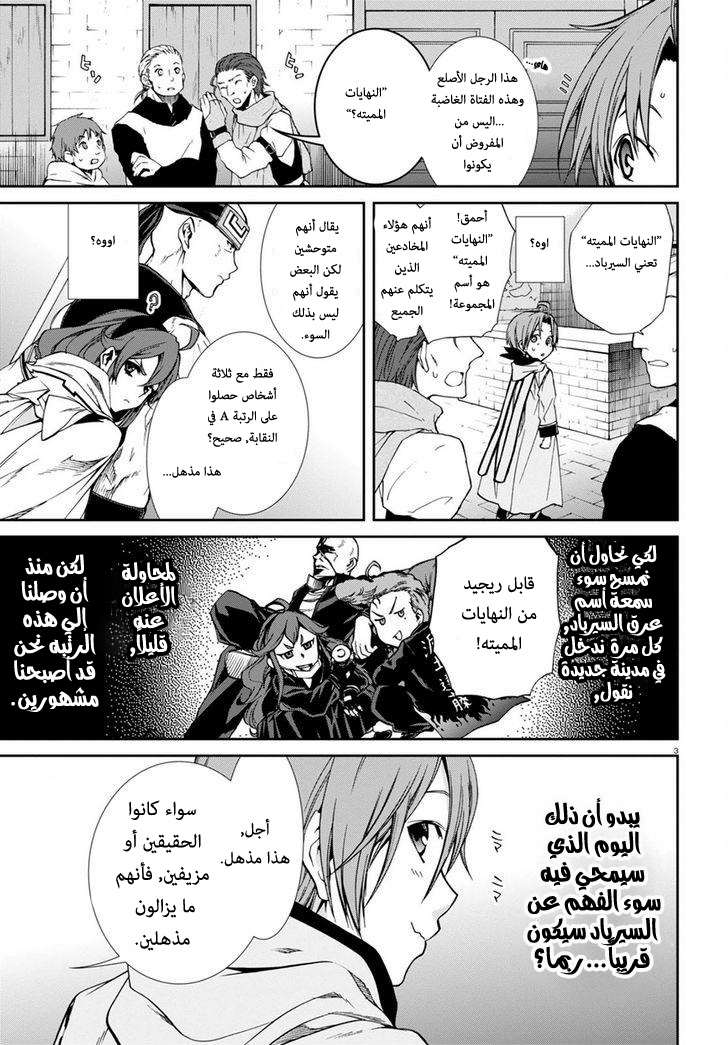 هذا الرجل الأصلع
وهذه الفتاة الغاضبة
...اليس من
المفروض أن
يكونوا
"النهايات
المميته؟"
"النهايات المميته"
تعني السيرباد...
اوه؟
أحمق!
"النهايات
المميته"
هو أسم
المجموعة!
أنهم هؤلاء
المخادعين
الذين
يتكلم عنهم
الجميع
يقال أنهم
متوحشين
لكن البعض
يقول أنهم
ليس بذلك
السوء.
اووه؟
فقط مع ثلاثة
أشخاص حصلوا
على الرتبة A في
النقابة, صحيح؟
هذا مذهل...
لكي نحاول أن
نمسح سوء
سمعة أسم
عرق السيرباد,
كل مرة ندخل
في مدينة جديدة
نقول,
قابل ريجيد
من النهايات
المميته!
لمحاولة
الأعلان
عنه
قليلا,
لكن منذ
أن وصلنا
إلي هذه
الرتبه نحن
قد أصبحنا
مشهورين.
3
يبدو أن ذلك
اليوم الذي
سيمحي فيه
سوء الفهم عن
السيرباد سيكون
قريباً... ربما؟
أجل,
هذا مذهل.
سواء كانوا
الحقيقين أو
مزيفين, فأنهم
ما يزالون
مذهلين.